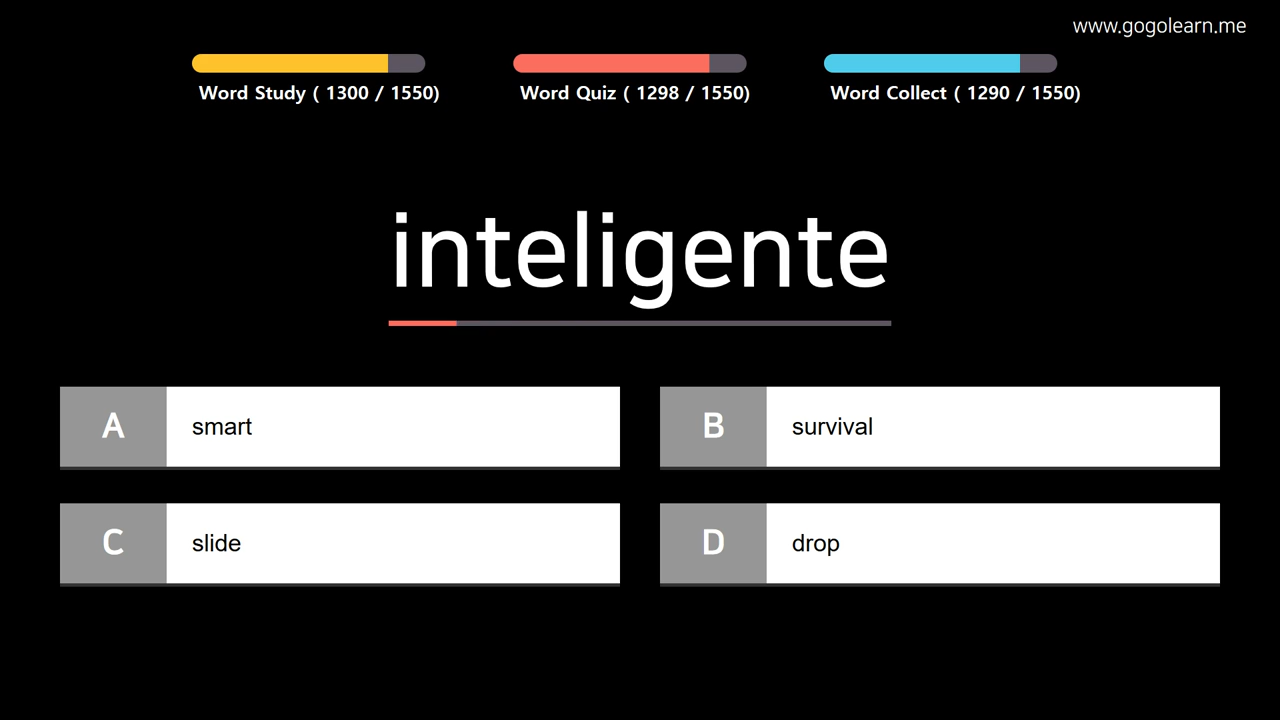 www.gogolearn.me
Word Study ( 1300 / 1550)
Word Quiz ( 1298 / 1550)
Word Collect ( 1290 / 1550)
inteligente
A smart
B survival
C slide
D drop